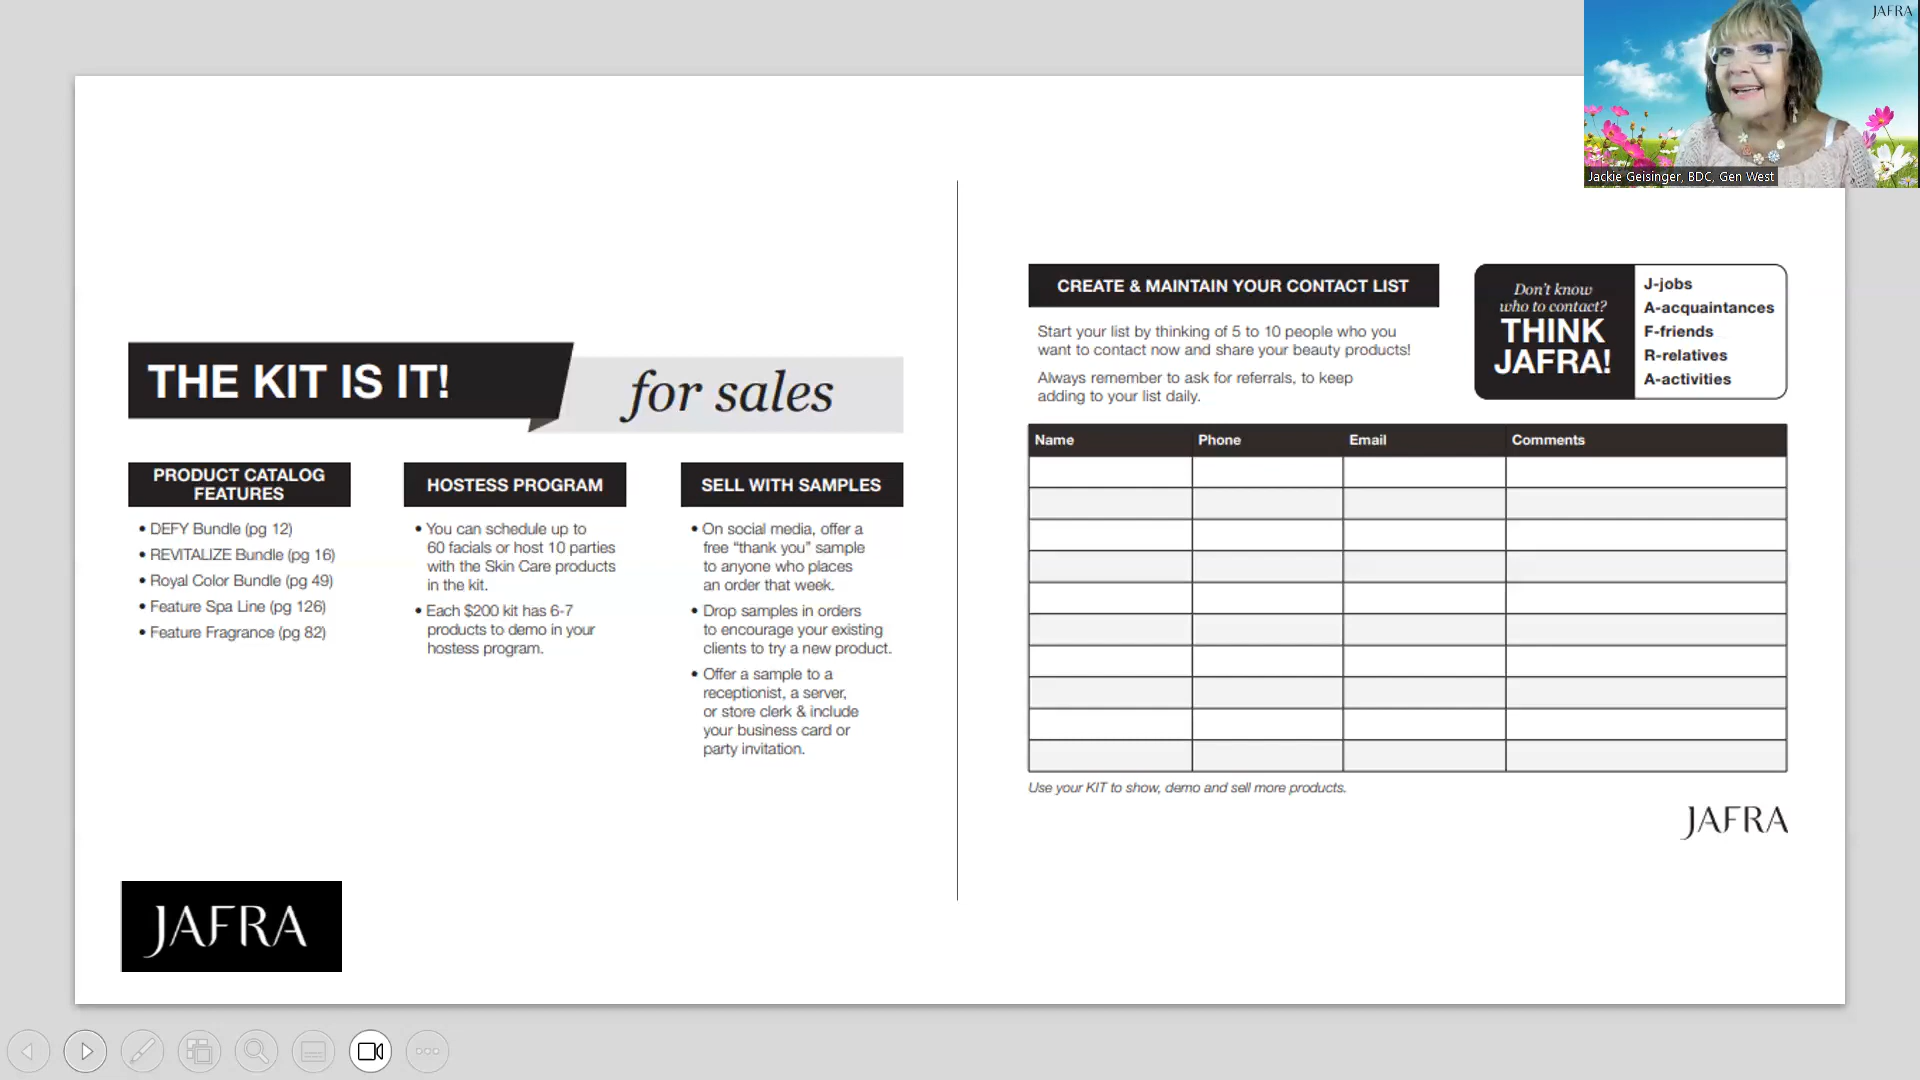 JAFRA
Jackie Geisinger, BDC, Gen West
THE KIT IS IT!
for sales
PRODUCT CATALOG
FEATURES
• DEFY Bundle (pg 12)
• REVITALIZE Bundle (pg 16)
• Royal Color Bundle (pg 49)
• Feature Spa Line (pg 126)
• Feature Fragrance (pg 82)
HOSTESS PROGRAM
• You can schedule up to
60 facials or host 10 parties
with the Skin Care products
in the kit.
• Each $200 kit has 6-7
products to demo in your
hostess program.
SELL WITH SAMPLES
• On social media, offer a
free “thank you” sample
to anyone who places
an order that week.
• Drop samples in orders
to encourage your existing
clients to try a new product.
• Offer a sample to a
receptionist, a server,
or store clerk & include
your business card or
party invitation.
JAFRA
CREATE & MAINTAIN YOUR CONTACT LIST
Start your list by thinking of 5 to 10 people who you
want to contact now and share your beauty products!
Always remember to ask for referrals, to keep
adding to your list daily.
Don't know
who to contact?
THINK
JAFRA!
J-jobs
A-acquaintances
F-friends
R-relatives
A-activities
Name Phone Email Comments
Use your KIT to show, demo and sell more products.
JAFRA